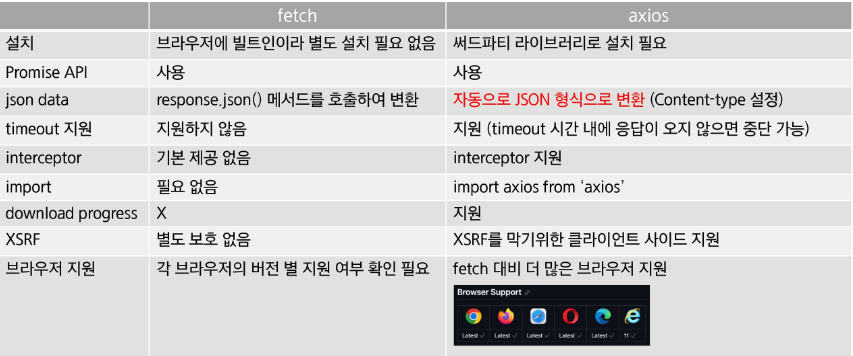 fetch axios
설치 브라우저에 빌트인이라 별도 설치 필요 없음 써드파티 라이브러리로 설치 필요
Promise API 사용 사용
json data response.json() 메서드를 호출하여 변환 자동으로 JSON 형식으로 변환 (Content-type 설정)
timeout 지원 지원하지 않음 지원 (timeout 시간 내에 응답이 오지 않으면 중단 가능)
interceptor 기본 제공 없음 interceptor 지원
import 필요 없음 import axios from ‘axios’
download progress X 지원
XSRF 별도 보호 없음 XSRF를 막기위한 클라이언트 사이드 지원
브라우저 지원 각 브라우저의 버전 별 지원 여부 확인 필요 fetch 대비 더 많은 브라우저 지원
Browser Support
Latest ✓ Latest ✓ Latest ✓ Latest ✓ Latest ✓ 11 ✓